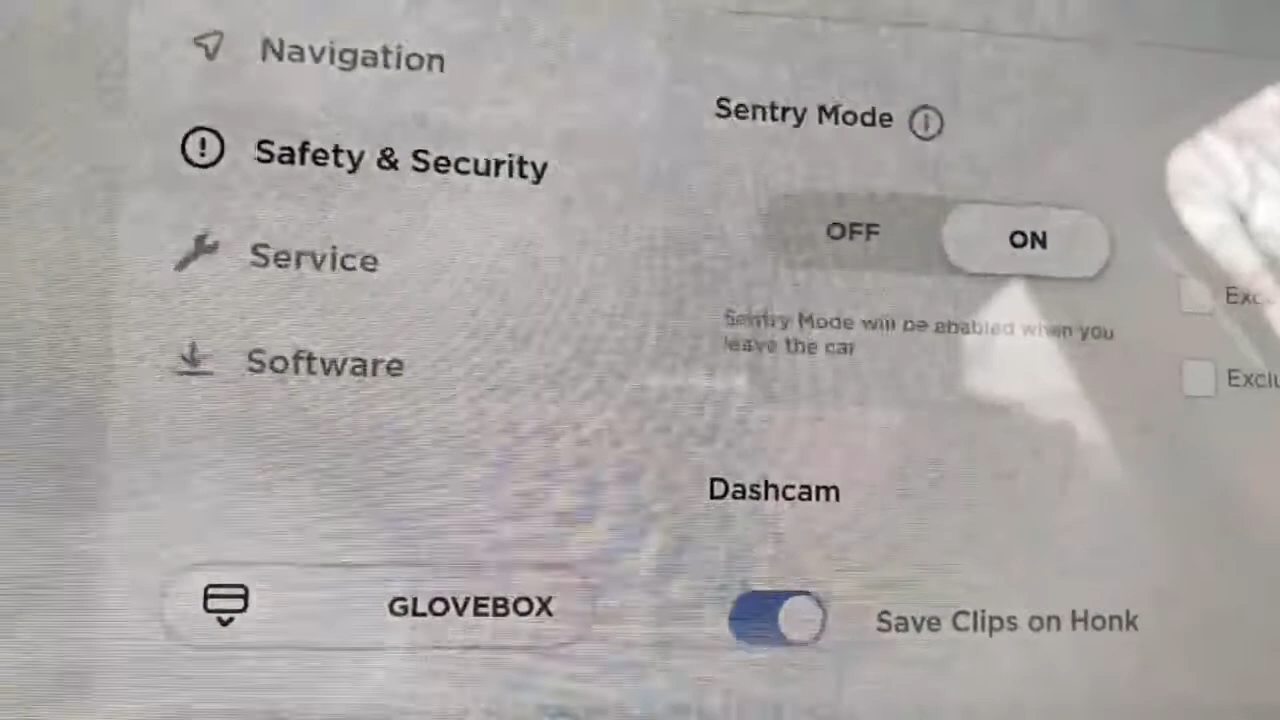 Navigation
Safety & Security
Service
Software
GLOVEBOX
Sentry Mode
OFF
ON
Sentry Mode will be enabled when you
leave the car
Dashcam
Save Clips on Honk